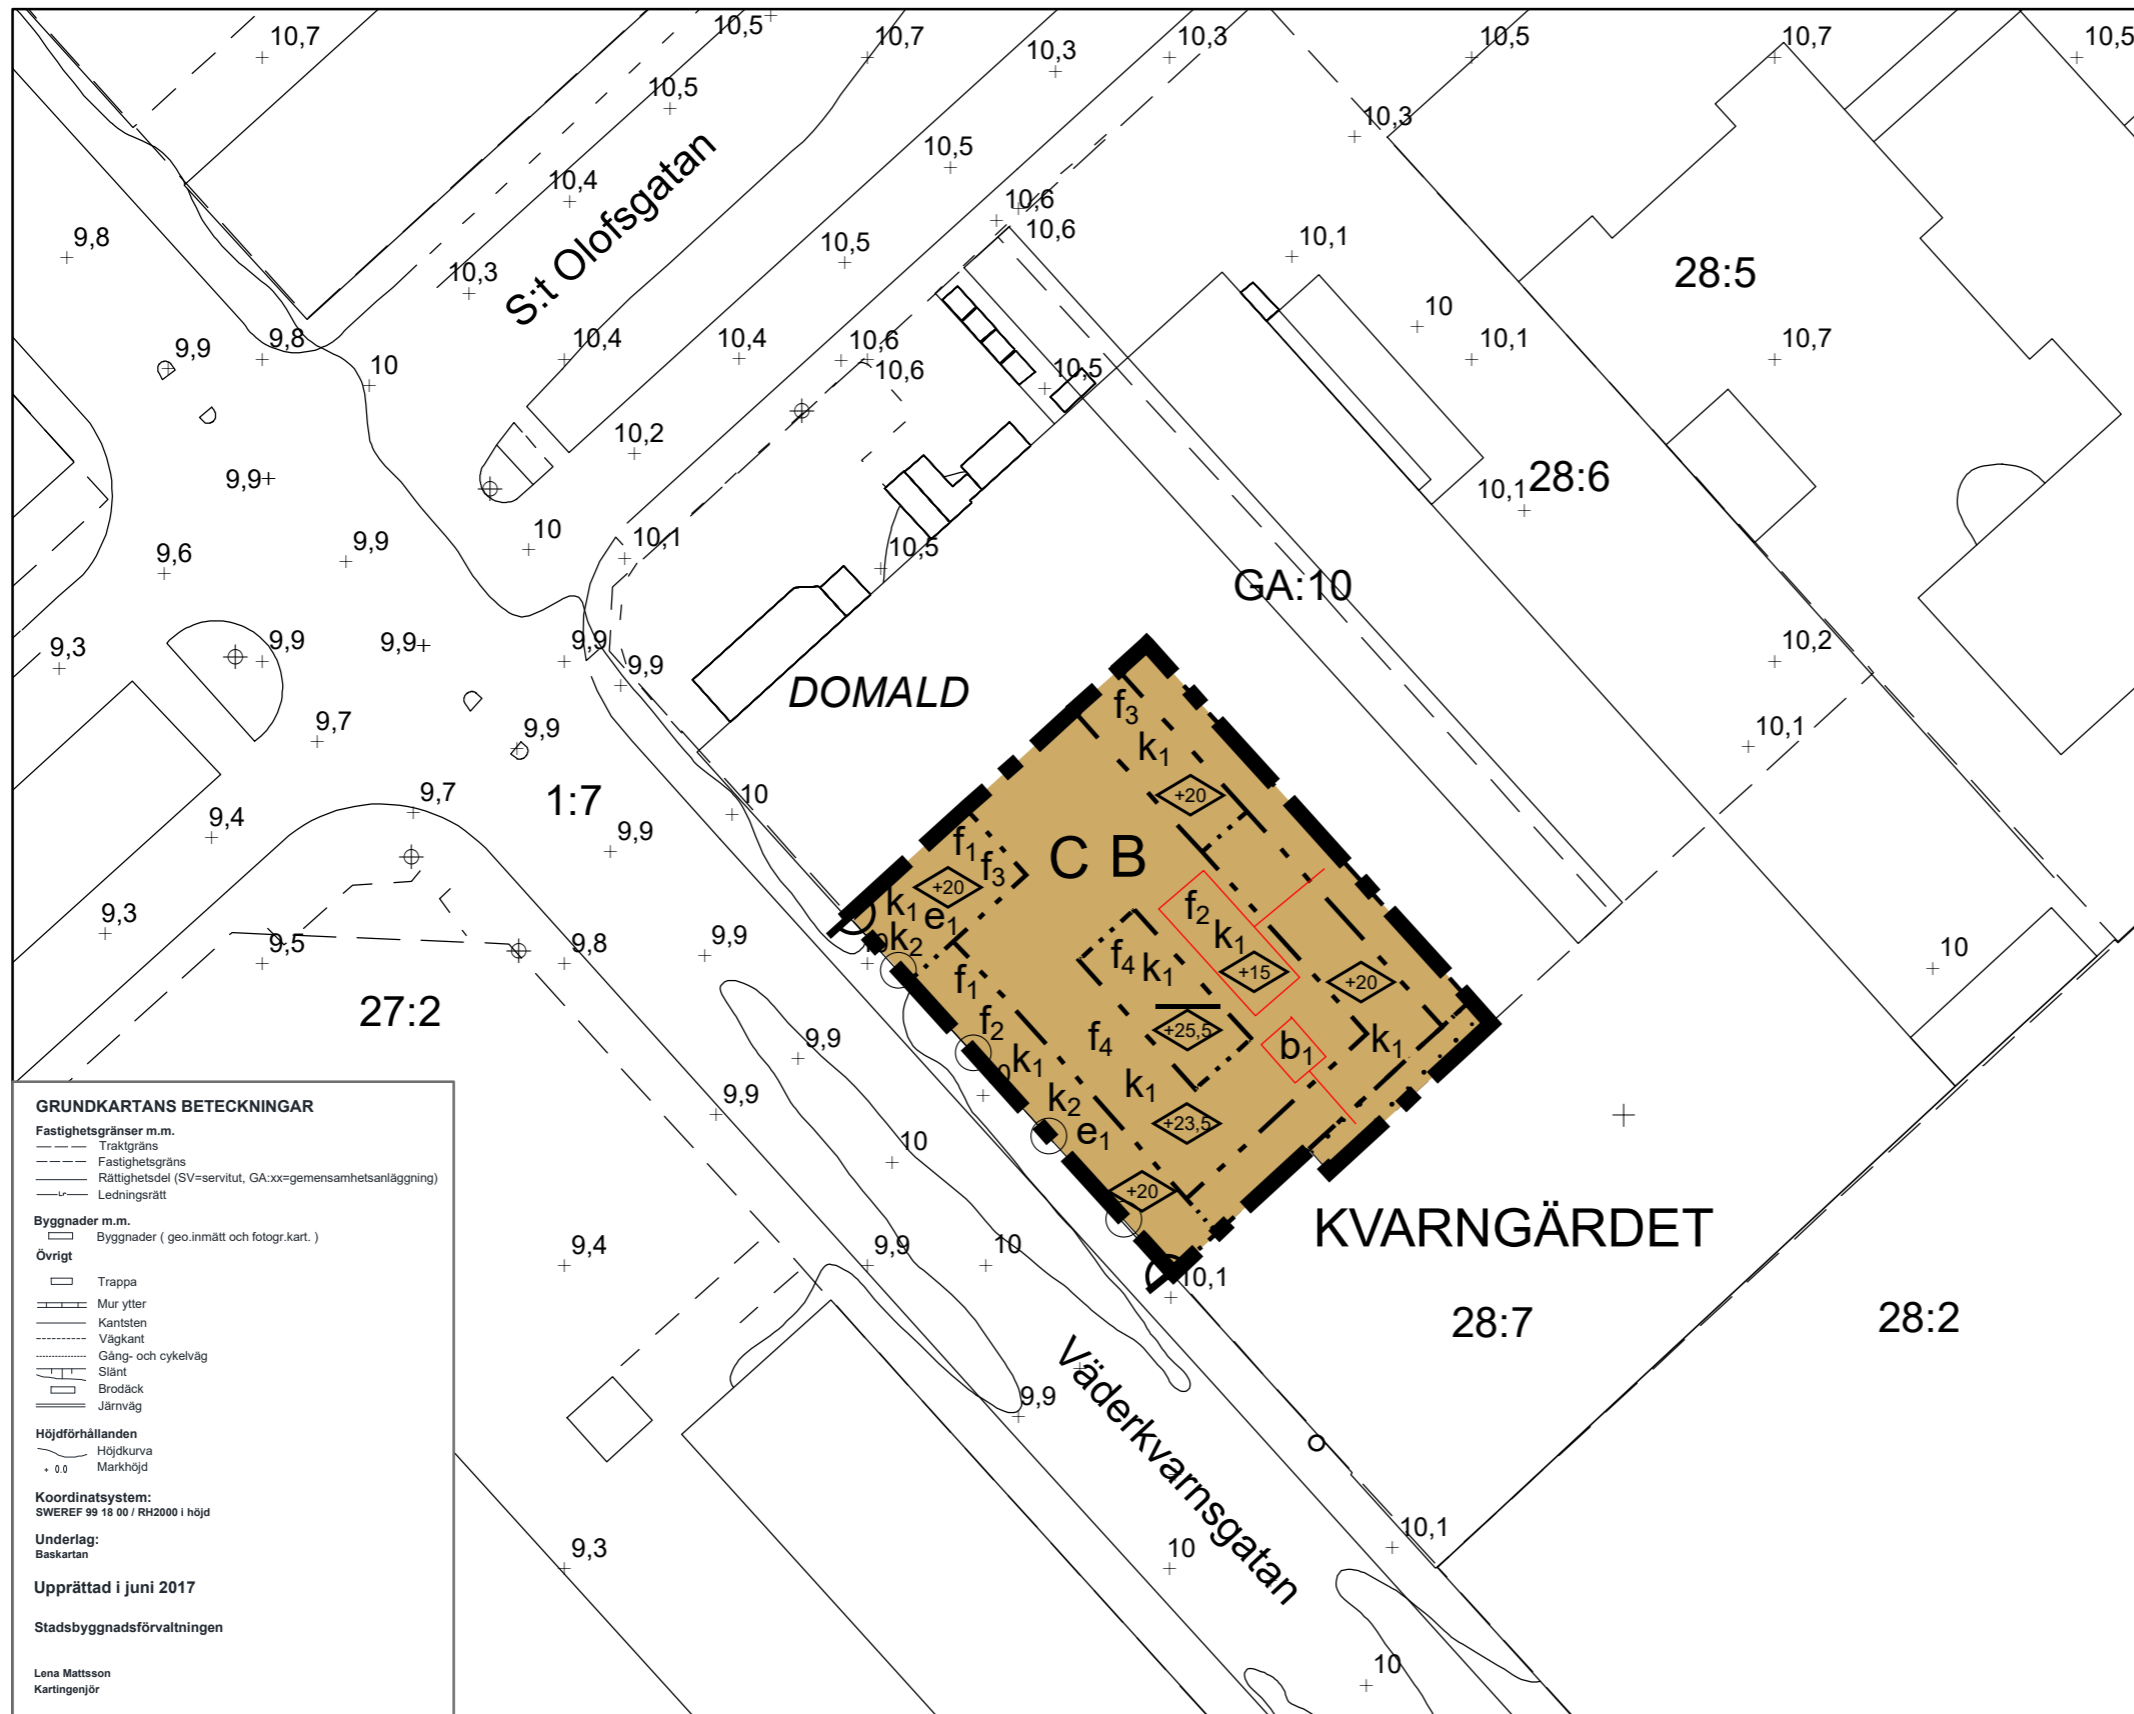 10,7
10,5
10,7
10,3
10,3
10,5
10,7
10,5
10,5
10,3
10,5
10,4
S:t Olofsgatan
10,6
10,6
9,8
10,3
10,5
10,1
28:5
10
9,9
9,8
10
10,4
10,4
10,6
10,6
10,5
10,1
10,7
10,2
9,9
10,1
28:6
10
10,1
10,5
9,6
9,9
GA:10
9,3
9,9
9,9
9,9
9,9
10,2
DOMALD
9,7
9,9
f3
k1
10,1
+20
1:7
10
9,7
9,4
9,9
f1
f3
C B
+20
k1
e1
f2
k1
9,3
9,5
9,8
9,9
k2
f4
k1
+15
+20
10
f1
27:2
f2
f4
+25,5
b1
k1
9,9
k1
k1
9,9
k2
e1
+23,5
10
+20
KVARNGÄRDET
9,4
9,9
10
10,1
28:7
28:2
Väderkvarnsgatan
9,9
10,1
9,3
10
10
GRUNDKARTANS BETECKNINGAR
Fastighetsgränser m.m.
Traktgräns
Fastighetsgräns
Rättighetsdel (SV=servitut, GA:xx=gemensamhetsanläggning)
Lr Ledningsrätt
Byggnader m.m.
Byggnader ( geo.inmätt och fotogr.kart. )
Övrigt
Trappa
Mur ytter
Kantsten
Vägkant
Gång- och cykelväg
Slänt
Brodäck
Järnväg
Höjdförhållanden
Höjdkurva
+ 0.0 Markhöjd
Koordinatsystem:
SWEREF 99 18 00 / RH2000 i höjd
Underlag:
Baskartan
Upprättad i juni 2017
Stadsbyggnadsförvaltningen
Lena Mattsson
Kartingenjör